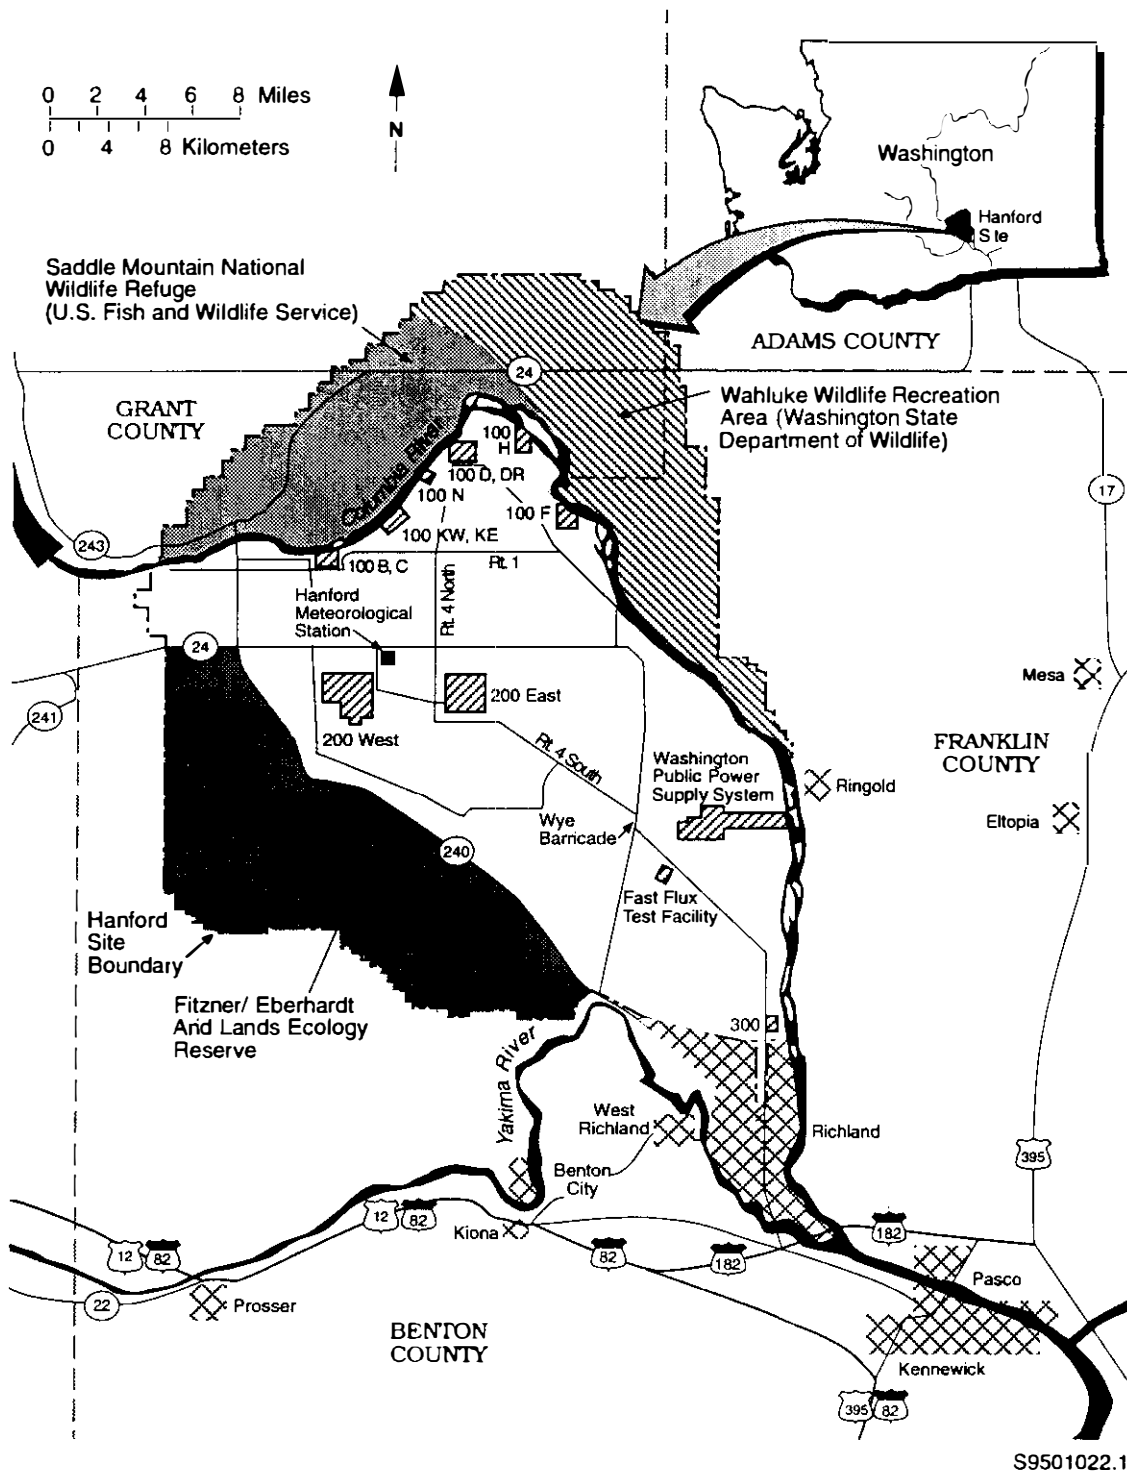 0 2 4 6 8 Miles
0 4 8 Kilometers
N
Washington
Hanford
Site
Saddle Mountain National
Wildlife Refuge
(U.S. Fish and Wildlife Service)
ADAMS COUNTY
24
GRANT
COUNTY
Wahluke Wildlife Recreation
Area (Washington State
Department of Wildlife)
Columbia River
100
H
100 D, DR
100 N
17
100 F
100 KW, KE
243
100 B, C
Rt. 1
Hanford
Meteorological
Station
Rt. 4 North
24
Mesa
200 East
241
200 West
Rt. 4 South
FRANKLIN
COUNTY
Washington
Public Power
Supply System
Ringold
Wye
Barricade
Eltopia
240
Fast Flux
Test Facility
Hanford
Site
Boundary
Fitzner/ Eberhardt
Arid Lands Ecology
Reserve
300
Yakima River
West
Richland
Richland
395
Benton
City
12
82
Kiona
182
12
82
82
182
Pasco
22
Prosser
BENTON
COUNTY
Kennewick
395
82
S9501022.1